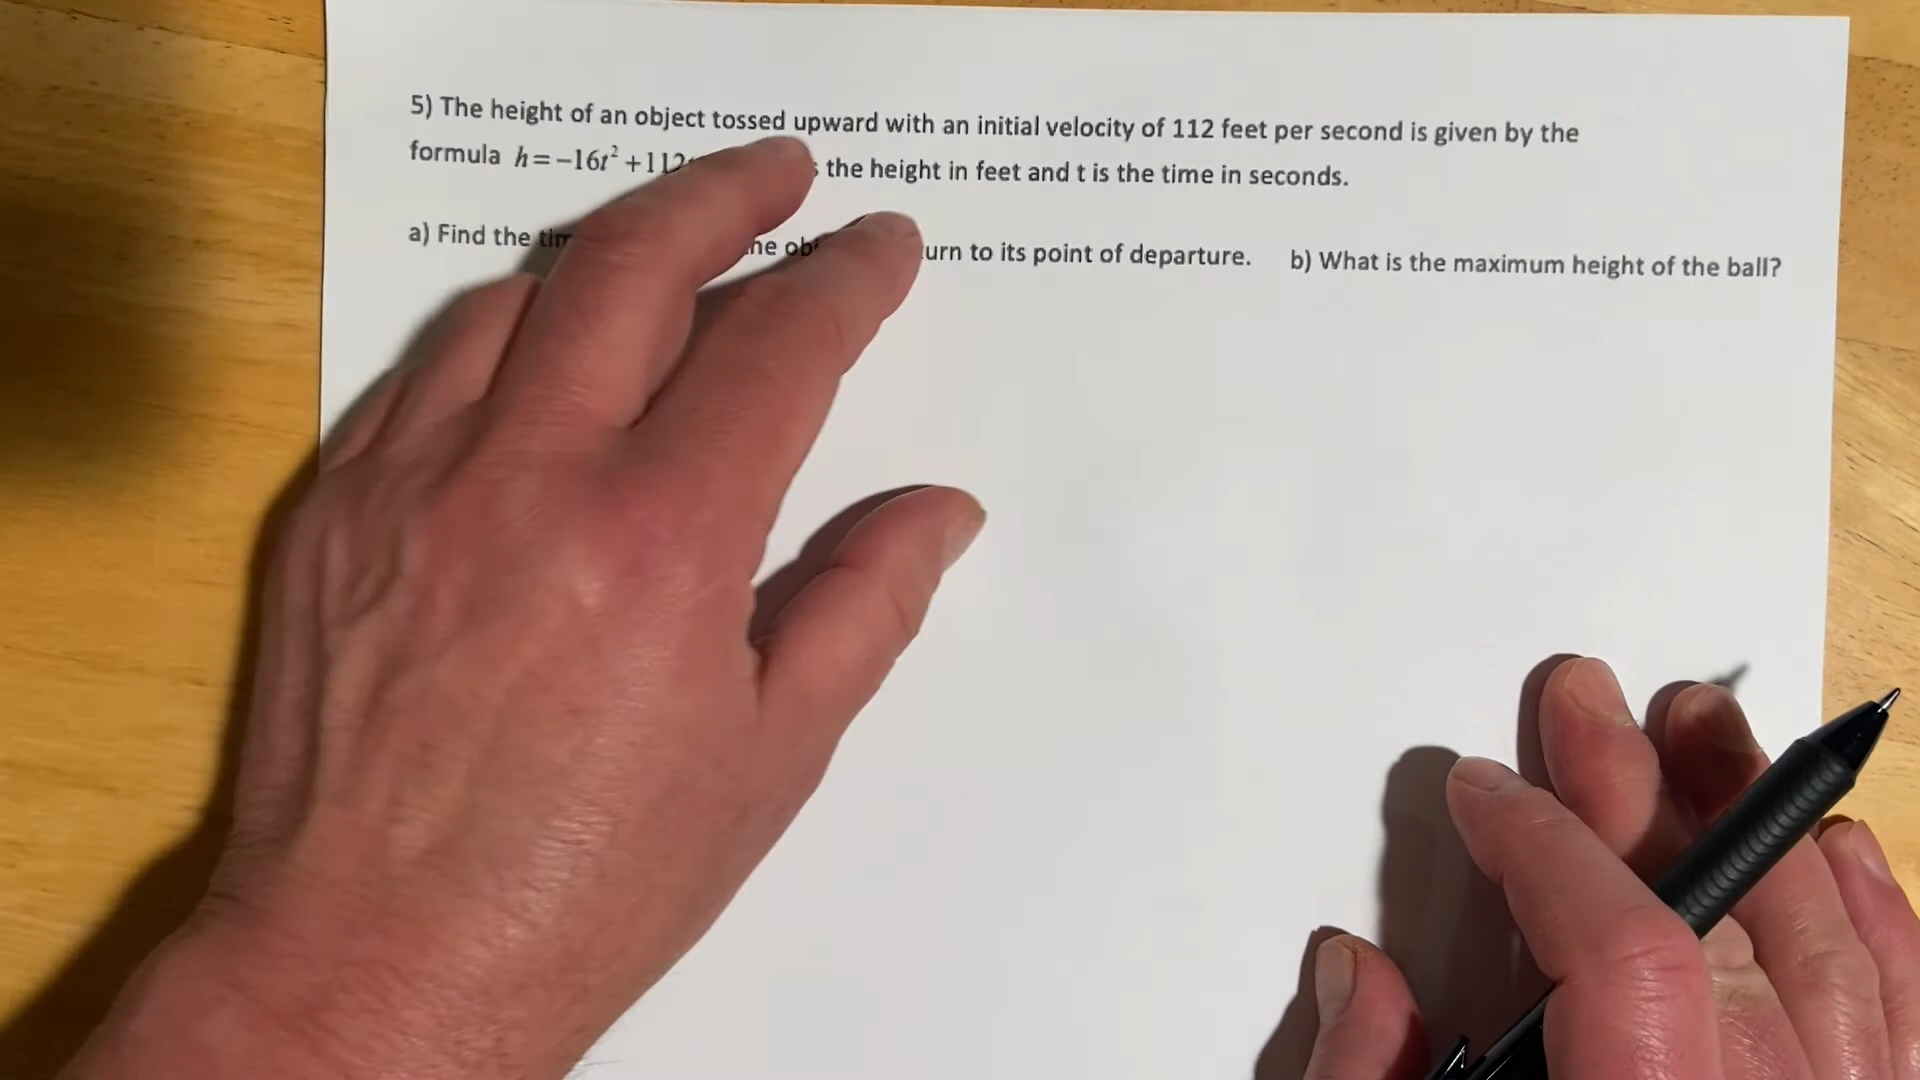 5) The height of an object tossed upward with an initial velocity of 112 feet per second is given by the
formula h=−16t²+112 the height in feet and t is the time in seconds.
a) Find the to its point of departure. b) What is the maximum height of the ball?